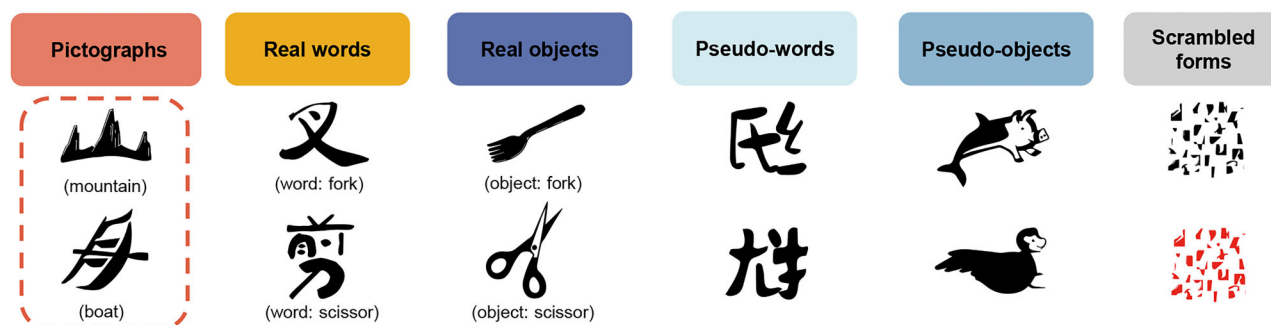 Pictographs
Real words
Real objects
Pseudo-words
Pseudo-objects
Scrambled
forms
叉
(mountain)
(word: fork)
(object: fork)
剪
(boat)
(word: scissor)
(object: scissor)